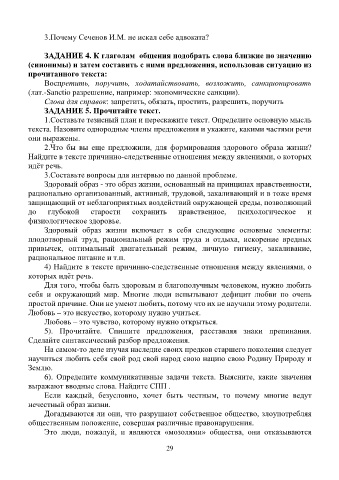 3.Почему Сеченов И.М. не искал себе адвоката?
ЗАДАНИЕ 4. К глаголам общения подобрать слова близкие по значению
(синонимы) и затем составить с ними предложения, использовав ситуацию из
прочитанного текста:
Воспретить, поручить, ходатайствовать, возложить, санкционировать
(лат.-Sanctio разрешение, например: экономические санкции).
Слова для справок: запретить, обязать, простить, разрешить, поручить
ЗАДАНИЕ 5. Прочитайте текст.
1.Составьте тезисный план и перескажите текст. Определите основную мысль
текста. Назовите однородные члены предложения и укажите, какими частями речи
они выражены.
2.Что бы вы еще предложили, для формирования здорового образа жизни?
Найдите в тексте причинно-следственные отношения между явлениями, о которых
идёт речь.
3.Составьте вопросы для интервью по данной проблеме.
Здоровый образ - это образ жизни, основанный на принципах нравственности,
рационально организованный, активный, трудовой, закаливающий и в тоже время
защищающий от неблагоприятных воздействий окружающей среды, позволяющий
до глубокой старости сохранить нравственное, психологическое и
физиологическое здоровье.
Здоровый образ жизни включает в себя следующие основные элементы:
плодотворный труд, рациональный режим труда и отдыха, искорение вредных
привычек, оптимальный двигательный режим, личную гигиену, закаливание,
рациональное питание и т.п.
4) Найдите в тексте причинно-следственные отношения между явлениями, о
которых идёт речь.
Для того, чтобы быть здоровым и благополучным человеком, нужно любить
себя и окружающий мир. Многие люди испытывают дефицит любви по очень
простой причине. Они не умеют любить, потому что их не научили этому родители.
Любовь – это искусство, которому нужно учиться.
Любовь – это чувство, которому нужно открыться.
5). Прочитайте. Спишите предложения, расставляя знаки препинания.
Сделайте синтаксический разбор предложения.
На самом-то деле изучая наследие своих предков старшего поколения следует
научиться любить себя свой род свой народ свою нацию свою Родину Природу и
Землю.
6). Определите коммуникативные задачи текста. Выясните, какие значения
выражают вводные слова. Найдите СПП .
Если каждый, безусловно, хочет быть честным, то почему многие ведут
нечестный образ жизни.
Догадываются ли они, что разрушают собственное общество, злоупотребляя
общественным положение, совершая различные правонарушения.
Это люди, пожалуй, и являются «мозолями» общества, они отказываются
29